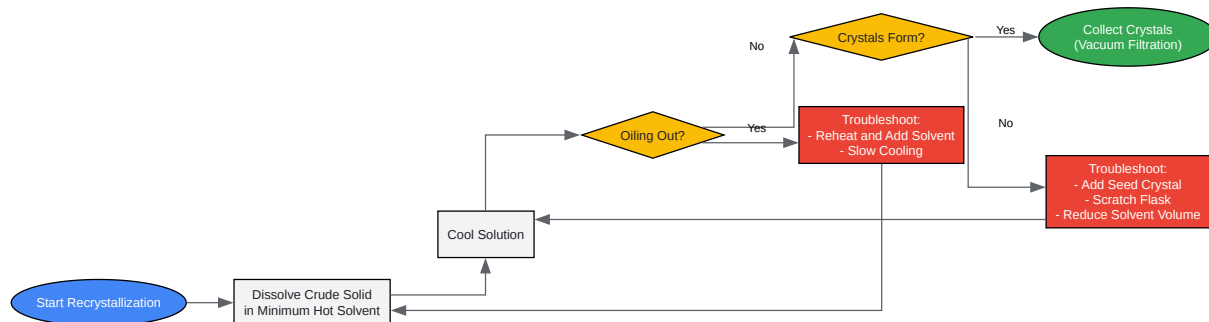 Crystals Form?
Yes
Collect Crystals
(Vacuum Filtration)
No
Oiling Out?
Yes
Troubleshoot:
- Reheat and Add Solvent
- Slow Cooling
No
Troubleshoot:
- Add Seed Crystal
- Scratch Flask
- Reduce Solvent Volume
Cool Solution
Start Recrystallization
Dissolve Crude Solid
in Minimum Hot Solvent